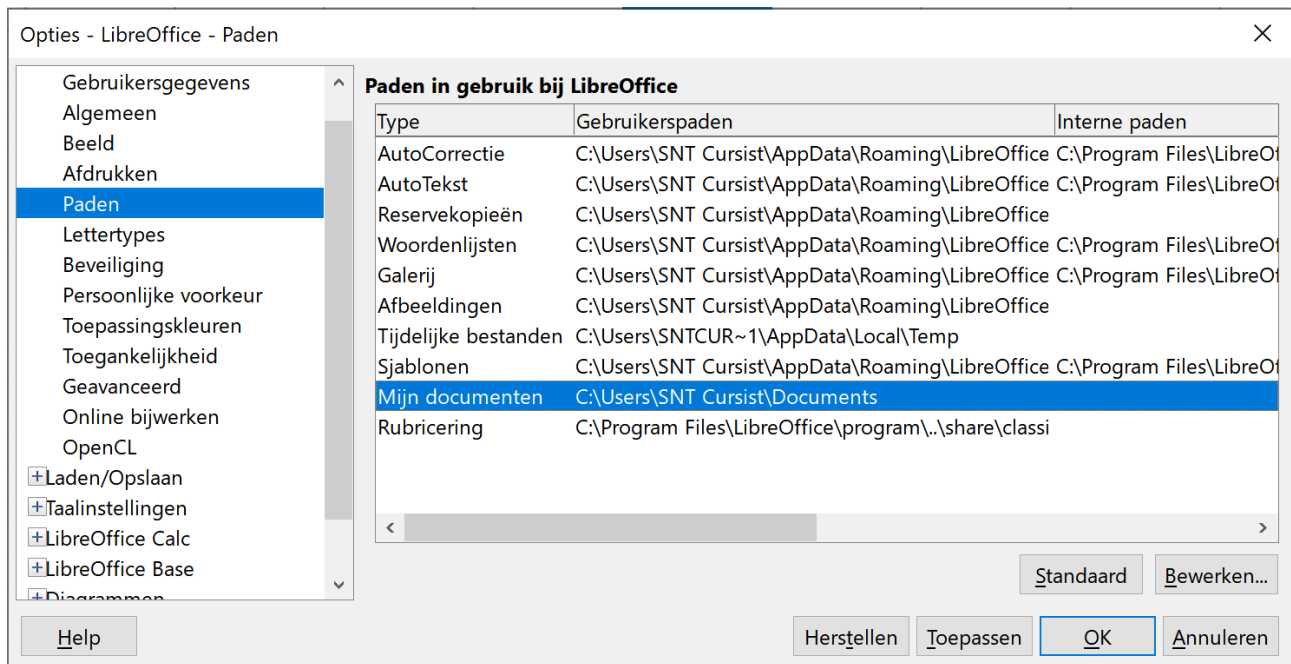 Opties - LibreOffice - Paden
Gebruikersgegevens
Algemeen
Beeld
Afdrukken
Paden
Lettertypes
Beveiliging
Persoonlijke voorkeur
Toepassingskleuren
Toegankelijkheid
Geavanceerd
Online bijwerken
OpenCL
Laden/Opslaan
Taalinstellingen
LibreOffice Calc
LibreOffice Base
Diagrammen
Paden in gebruik bij LibreOffice
Type Gebruikerspaden Interne paden
AutoCorrectie C:\Users\SNT Cursist\AppData\Roaming\LibreOffice C:\Program Files\LibreOf
AutoTekst C:\Users\SNT Cursist\AppData\Roaming\LibreOffice C:\Program Files\LibreOf
Reservekopieën C:\Users\SNT Cursist\AppData\Roaming\LibreOffice
Woordenlijsten C:\Users\SNT Cursist\AppData\Roaming\LibreOffice C:\Program Files\LibreOf
Galerij C:\Users\SNT Cursist\AppData\Roaming\LibreOffice C:\Program Files\LibreOf
Afbeeldingen C:\Users\SNT Cursist\AppData\Roaming\LibreOffice
Tijdelijke bestanden C:\Users\SNTCUR~1\AppData\Local\Temp
Sjablonen C:\Users\SNT Cursist\AppData\Roaming\LibreOffice C:\Program Files\LibreOf
Mijn documenten C:\Users\SNT Cursist\Documents
Rubricering C:\Program Files\LibreOffice\program\..\share\classi
Standaard Bewerken...
Help Herstellen Toepassen OK Annuleren